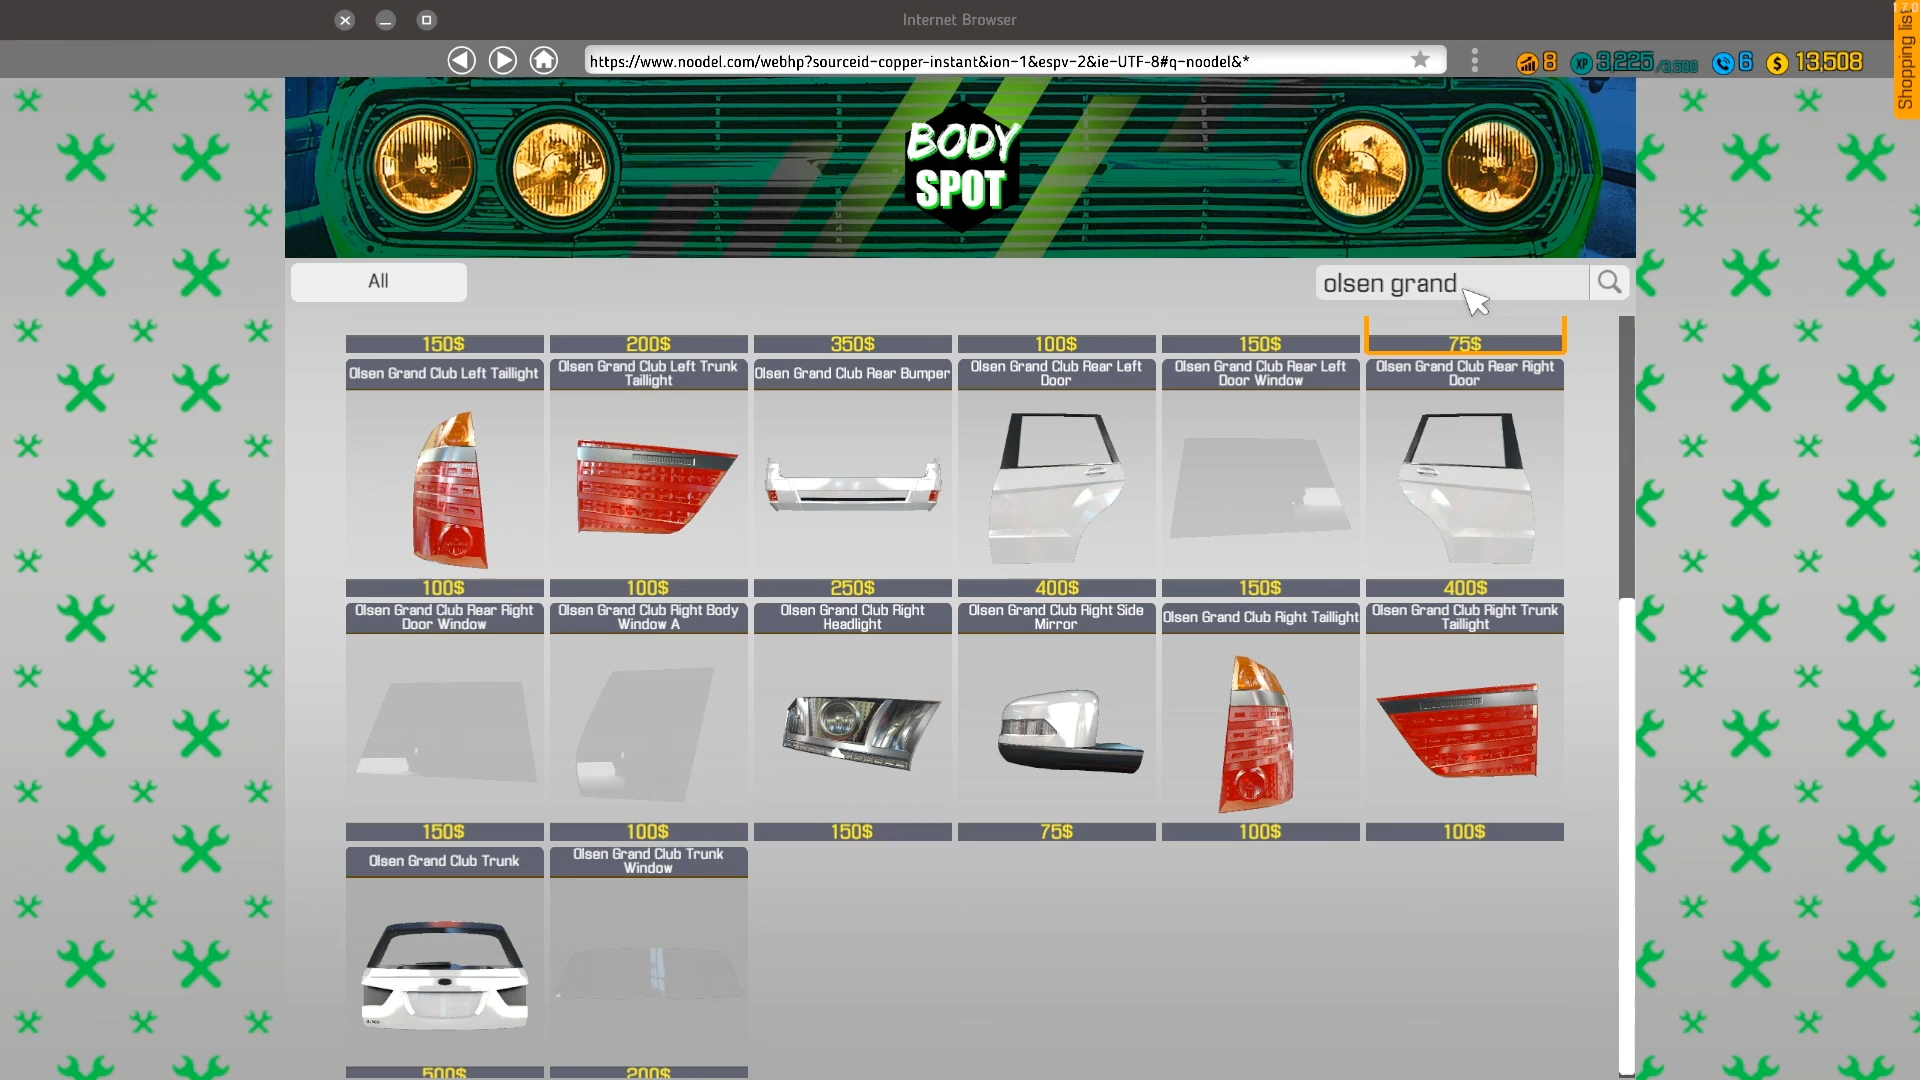 Internet Browser
1.7.0
https://www.noodel.com/webhp?sourceid-copper-instant&ion-1&espv-2&ie-UTF-8#q-noodel&*
8
XP 3,225/3,500
6
$ 13,508
Shopping list
BODY
SPOT
All
olsen grand
150$
200$
350$
100$
150$
75$
Olsen Grand Club Left Taillight
Olsen Grand Club Left Trunk
Taillight
Olsen Grand Club Rear Bumper
Olsen Grand Club Rear Left
Door
Olsen Grand Club Rear Left
Door Window
Olsen Grand Club Rear Right
Door
100$
100$
250$
400$
150$
400$
Olsen Grand Club Rear Right
Door Window
Olsen Grand Club Right Body
Window A
Olsen Grand Club Right
Headlight
Olsen Grand Club Right Side
Mirror
Olsen Grand Club Right Taillight
Olsen Grand Club Right Trunk
Taillight
150$
100$
150$
75$
100$
100$
Olsen Grand Club Trunk
Olsen Grand Club Trunk
Window
500$
200$